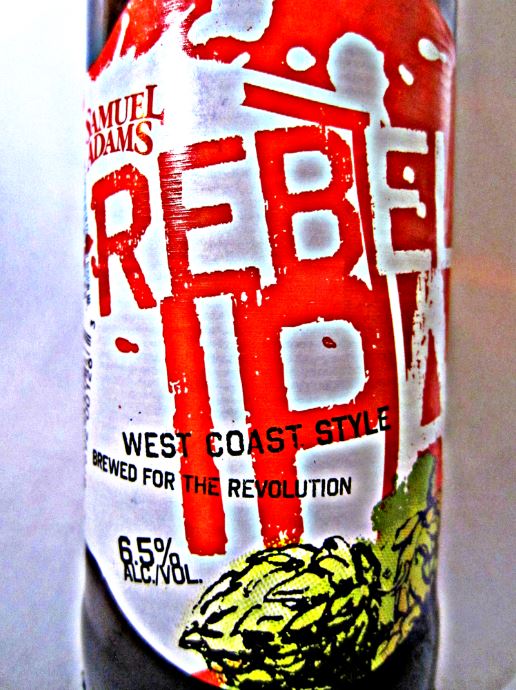 SAMUEL
ADAMS
REBEL
IPA
WEST COAST STYLE
BREWED FOR THE REVOLUTION
6.5%
ALC./VOL.